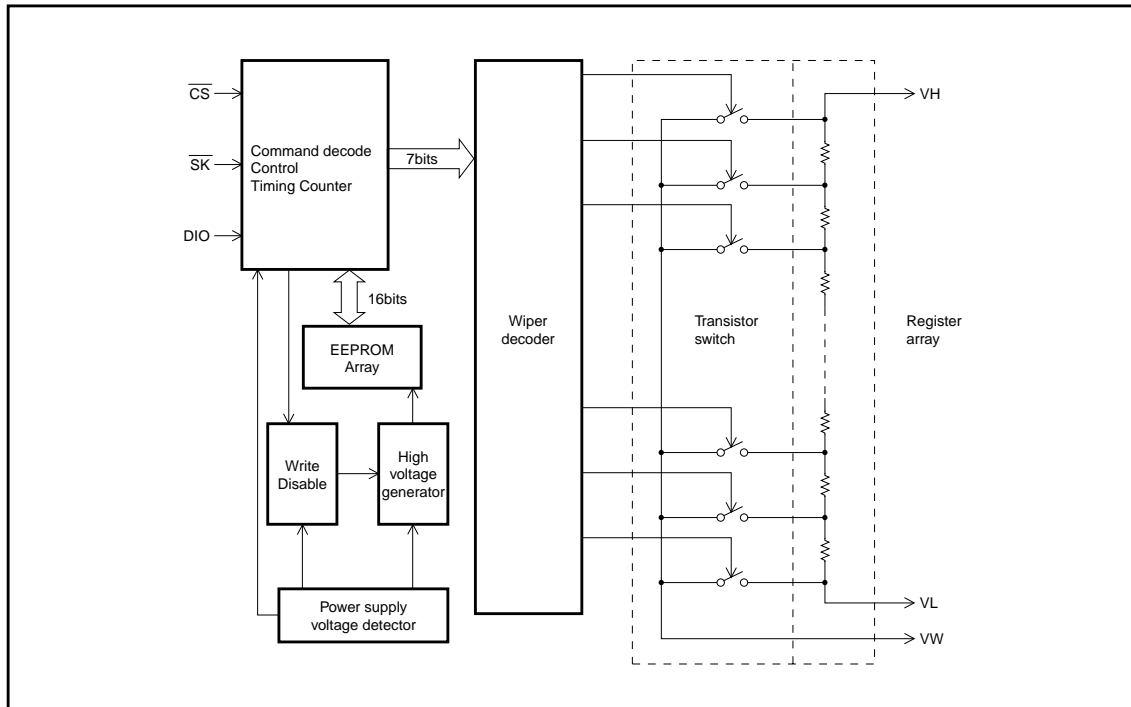 CS
SK
DIO
Command decode
Control
Timing Counter
7bits
16bits
EEPROM
Array
Write
Disable
High
voltage
generator
Power supply
voltage detector
Wiper
decoder
Transistor
switch
Register
array
VH
VL
VW